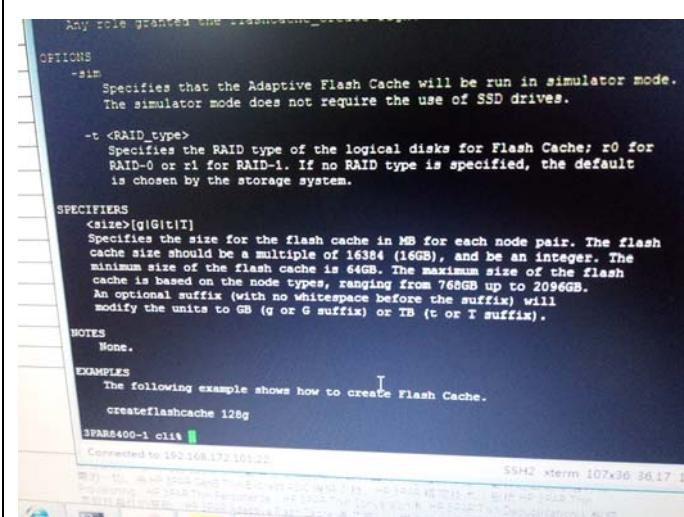 Any role granted the flashcache_create
OPTIONS
-sim
Specifies that the Adaptive Flash Cache will be run in simulator mode.
The simulator mode does not require the use of SSD drives.
-t <RAID_type>
Specifies the RAID type of the logical disks for Flash Cache; r0 for
RAID-0 or r1 for RAID-1. If no RAID type is specified, the default
is chosen by the storage system.
SPECIFIERS
<size>[g|G|t|T]
Specifies the size for the flash cache in MB for each node pair. The flash
cache size should be a multiple of 16384 (16GB), and be an integer. The
minimum size of the flash cache is 64GB. The maximum size of the flash
cache is based on the node types, ranging from 768GB up to 2096GB.
An optional suffix (with no whitespace before the suffix) will
modify the units to GB (g or G suffix) or TB (t or T suffix).
NOTES
None.
EXAMPLES
The following example shows how to create Flash Cache.
createflashcache 128g
3PAR8400-1 cli%
Connected to 192.168.172.101:22
SSH2 xterm 107x36 36,17